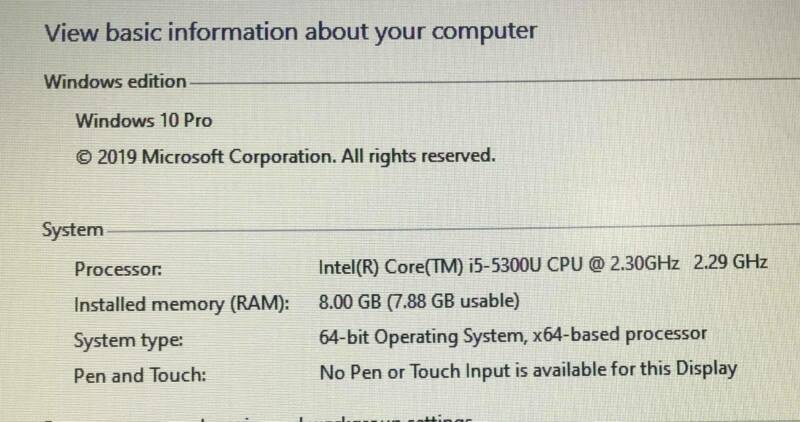 View basic information about your computer
Windows edition
Windows 10 Pro
© 2019 Microsoft Corporation. All rights reserved.
System
Processor: Intel(R) Core(TM) i5-5300U CPU @ 2.30GHz 2.29 GHz
Installed memory (RAM): 8.00 GB (7.88 GB usable)
System type: 64-bit Operating System, x64-based processor
Pen and Touch: No Pen or Touch Input is available for this Display
settings